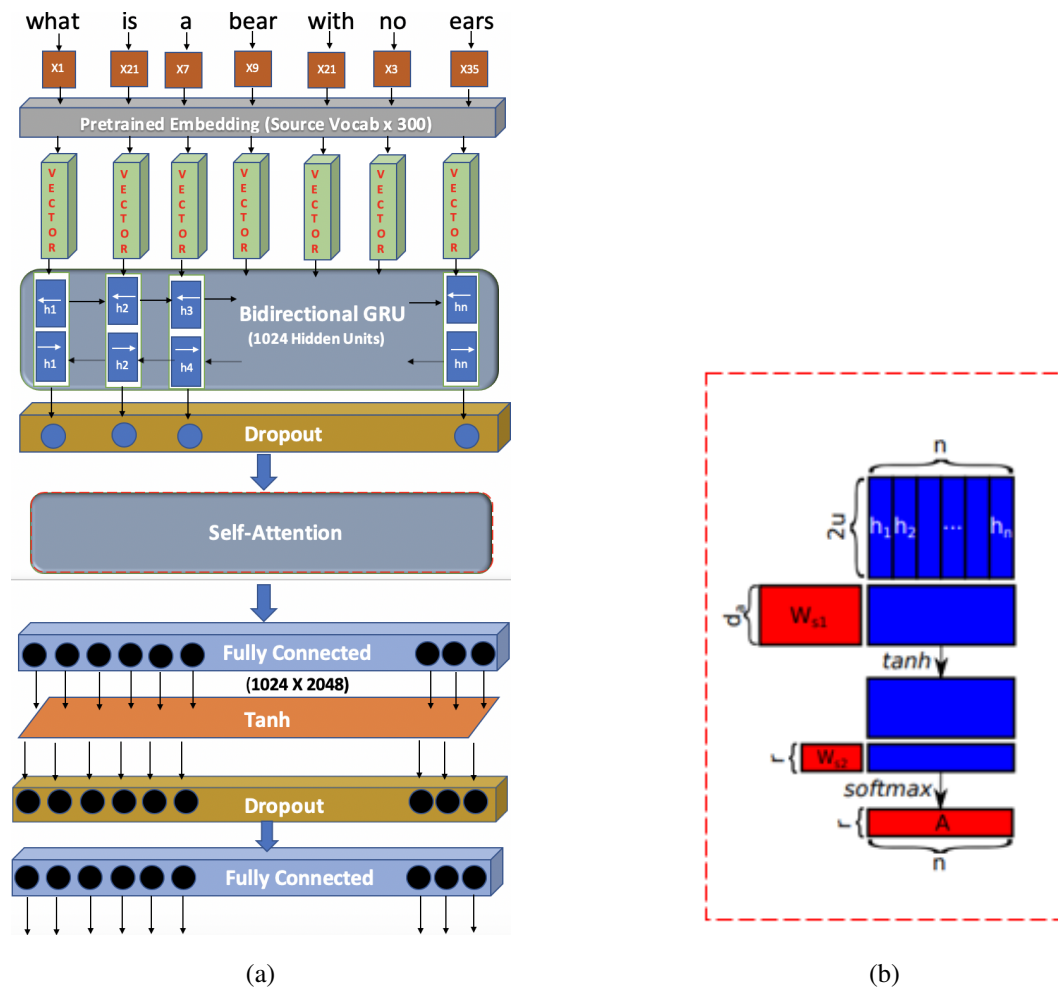 what is a bear with no ears
X1 X21 X7 X9 X21 X3 X35
Pretrained Embedding (Source Vocab x 300)
VECTOR VECTOR VECTOR VECTOR VECTOR VECTOR VECTOR
h1 h2 h3 hn
Bidirectional GRU
(1024 Hidden Units)
h1 h2 h4 hn
Dropout
Self-Attention
Fully Connected
(1024 X 2048)
Tanh
Dropout
Fully Connected
(a)
n
2u
h1 h2 ... hn
da
Ws1
tanh
r
Ws2
softmax
r
A
n
(b)